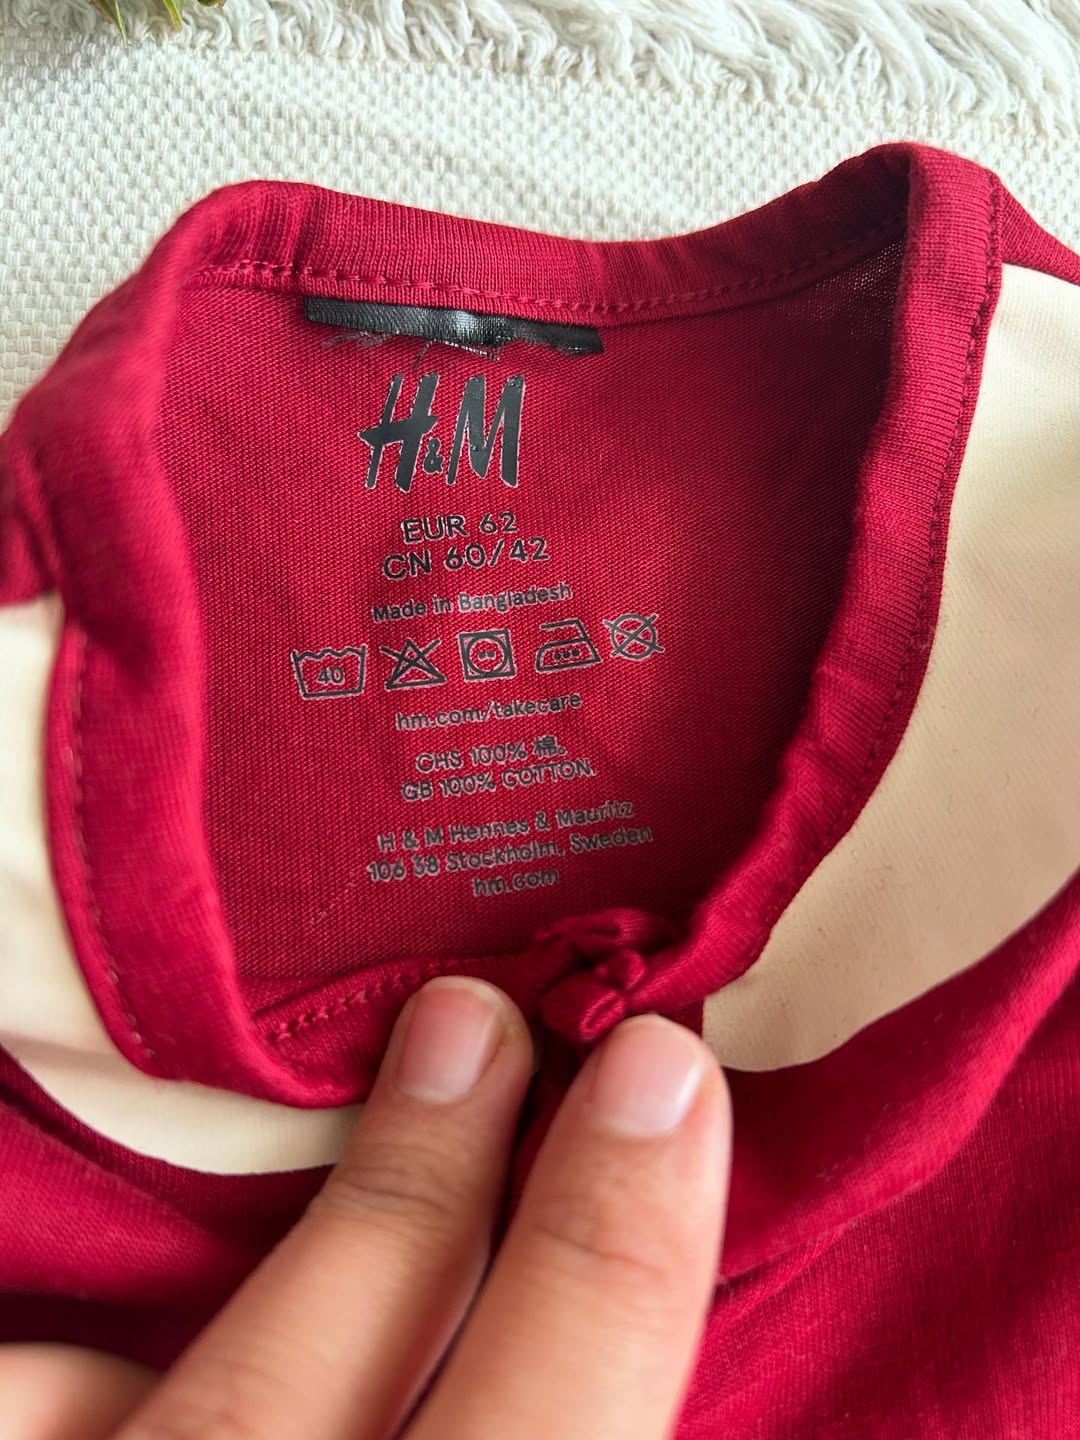 H&M
EUR 62
CN 60/42
Made in Bangladesh
40
hm.com/takecare
CHS 100% 棉。
GB 100% COTTON.
H & M Hennes & Mauritz
106 38 Stockholm, Sweden
hm.com